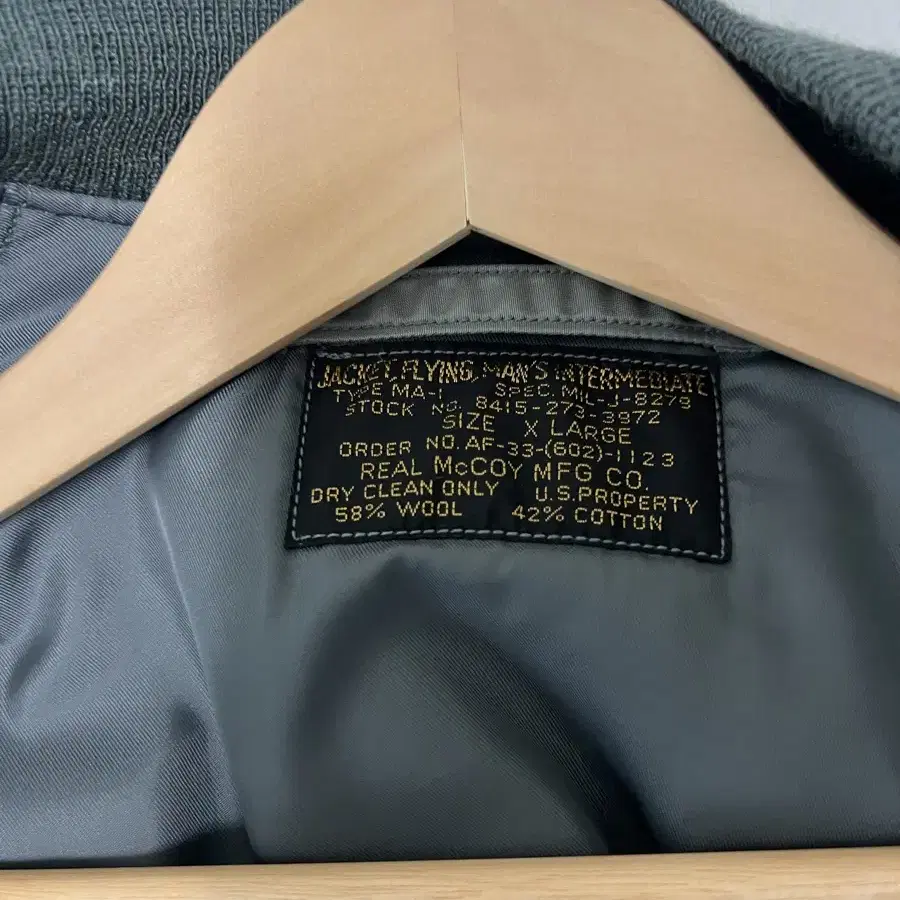 JACKET, FLYING, MAN'S INTERMEDIATE
TYPE MA-1 SPEC. MIL-J-8279
STOCK NO. 8415-273-3972
SIZE X LARGE
ORDER NO. AF-33-(602)-1123
REAL McCOY MFG CO.
DRY CLEAN ONLY U.S. PROPERTY
58% WOOL 42% COTTON